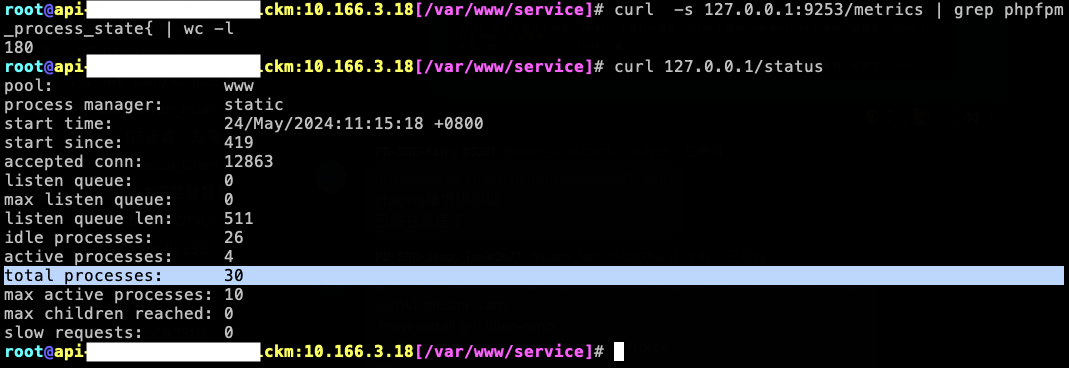 root@api- .ckm:10.166.3.18[/var/www/service]# curl  -s 127.0.0.1:9253/metrics | grep phpfpm
_process_state{ | wc -l
180
root@api- .ckm:10.166.3.18[/var/www/service]# curl 127.0.0.1/status
pool:                 www
process manager:      static
start time:           24/May/2024:11:15:18 +0800
start since:          419
accepted conn:        12863
listen queue:         0
max listen queue:     0
listen queue len:     511
idle processes:       26
active processes:     4
total processes:      30
max active processes: 10
max children reached: 0
slow requests:        0
root@api- .ckm:10.166.3.18[/var/www/service]#